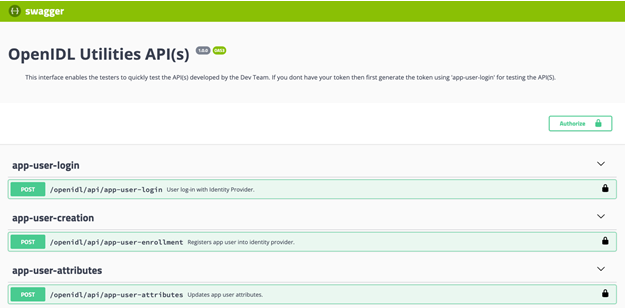 swagger
OpenIDL Utilities API(s) 1.0.0 OAS3
This interface enables the testers to quickly test the API(s) developed by the Dev Team. If you dont have your token then first generate the token using 'app-user-login' for testing the API(S).
Authorize
app-user-login
POST /openidl/api/app-user-login User log-in with Identity Provider.
app-user-creation
POST /openidl/api/app-user-enrollment Registers app user into identity provider.
app-user-attributes
POST /openidl/api/app-user-attributes Updates app user attributes.